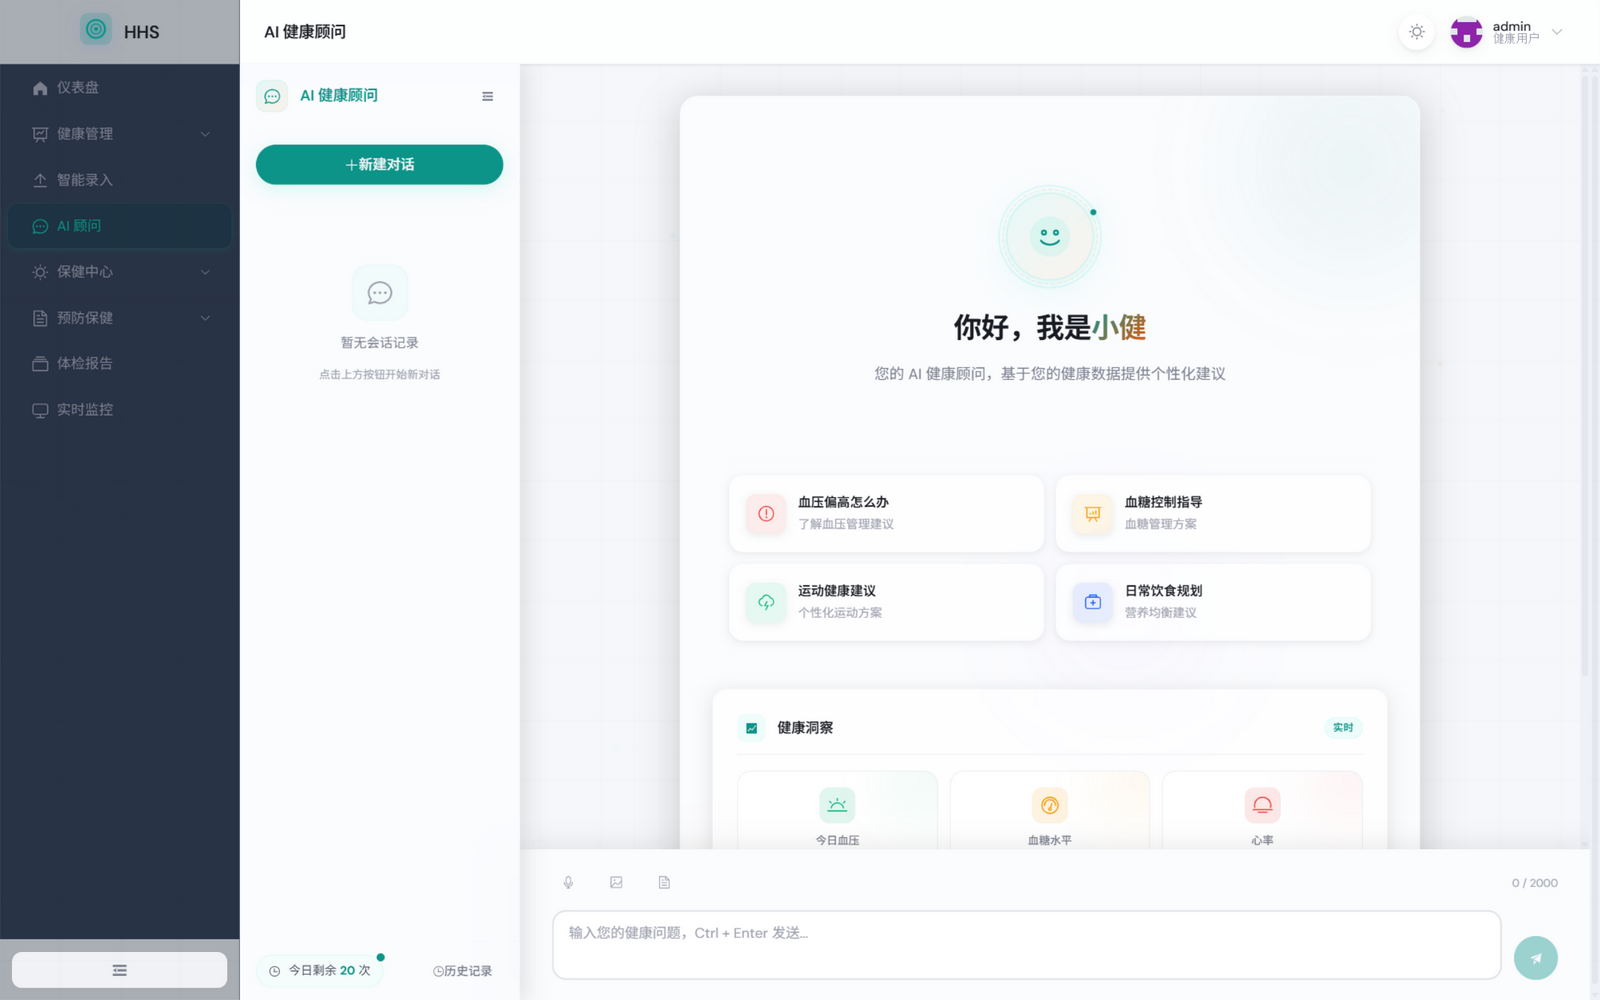 HHS
仪表盘
健康管理
智能录入
AI 顾问
保健中心
预防保健
体检报告
实时监控
AI 健康顾问
admin
健康用户
AI 健康顾问
新建对话
暂无会话记录
点击上方按钮开始新对话
今日剩余 20 次
历史记录
你好，我是小健
您的 AI 健康顾问，基于您的健康数据提供个性化建议
血压偏高怎么办
了解血压管理建议
血糖控制指导
血糖管理方案
运动健康建议
个性化运动方案
日常饮食规划
营养均衡建议
健康洞察
实时
今日血压
血糖水平
心率
0 / 2000
输入您的健康问题，Ctrl + Enter 发送...